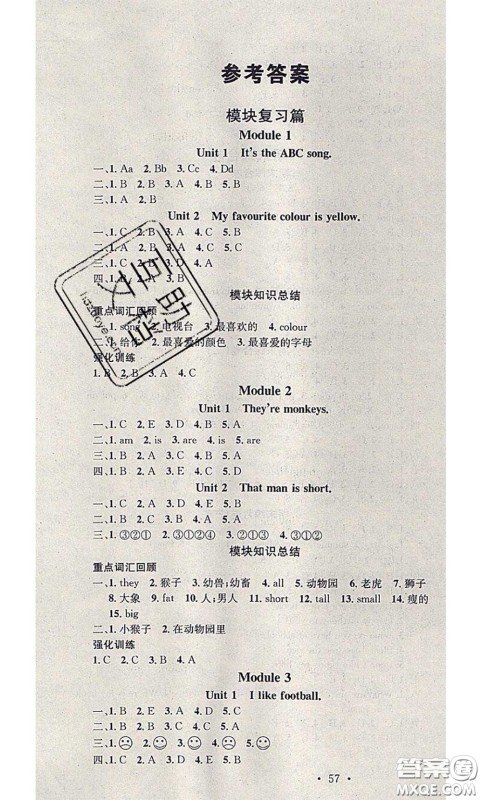 参考答案
模块复习篇
Module 1
Unit 1 It's the ABC song.
一、1. Aa 2. Bb 3. Cc 4. Dd
二、1. B 2. B 3. A 4. B 5. B
三、1. A 2. B
Unit 2 My favourite colour is yellow.
一、1. C 2. B
二、1. A 2. A
三、1. C 2. C
四、1. B 2. B
模块知识总结
重点词汇回顾
一、1. song 2. 电视台 3. 最喜欢的 4. colour
二、1. 给你 2. 最喜爱的颜色 3. 最喜爱的字母
强化训练
1. B 2. B 3. A 4. C
Module 2
Unit 1 They're monkeys.
一、1. C 2. E 3. D 4. B 5. A
二、1. am 2. is 3. are 4. is 5. are
三、1. C 2. B 3. A 4. C 5. B
四、1. B 2. A 3. E 4. C 5. D
Unit 2 That man is short.
一、1. C 2. B 3. D 4. E 5. A
二、1. B 2. D 3. A 4. E 5. C
三、1. ③②① 2. ③①②④ 3. ②①③ 4. ③②①
模块知识总结
重点词汇回顾
一、1. they 2. 猴子 3. 幼兽;幼畜 4. all 5. 动物园 6. 老虎 7. 狮子
8. 大象 9. fat 10. 人;男人 11. short 12. tall 13. small 14. 瘦的
15. big
二、1. 小猴子 2. 在动物园里
强化训练
1. C 2. C 3. B 4. A
Module 3
Unit 1 I like football.
一、1. C 2. B 3. A 4. C 5. A
二、1. B 2. D 3. A 4. C
三、1. ☹ 2. ☺ 3. ☺ 4. ☹ 5. ☺
四、1. C 2. B 3. A
· 57 ·
互助
文档
答案圈
MXQE.COM